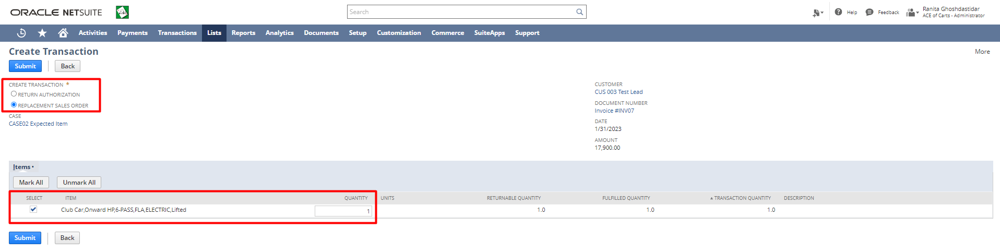 ORACLE NETSUITE
Search
Help
Feedback
Ranita Ghoshdastidar
ACE of Carts - Administrator
Activities Payments Transactions Lists Reports Analytics Documents Setup Customization Commerce SuiteApps Support
Create Transaction
More
Submit Back
CREATE TRANSACTION *
RETURN AUTHORIZATION
REPLACEMENT SALES ORDER
CASE
CASE02 Expected Item
CUSTOMER
CUS 003 Test Lead
DOCUMENT NUMBER
Invoice #INV07
DATE
1/31/2023
AMOUNT
17,900.00
Items •
Mark All Unmark All
SELECT ITEM QUANTITY UNITS RETURNABLE QUANTITY FULFILLED QUANTITY ▲ TRANSACTION QUANTITY DESCRIPTION
Club Car,Onward HP,6-PASS,FLA,ELECTRIC,Lifted 1 1.0 1.0 1.0
Submit Back